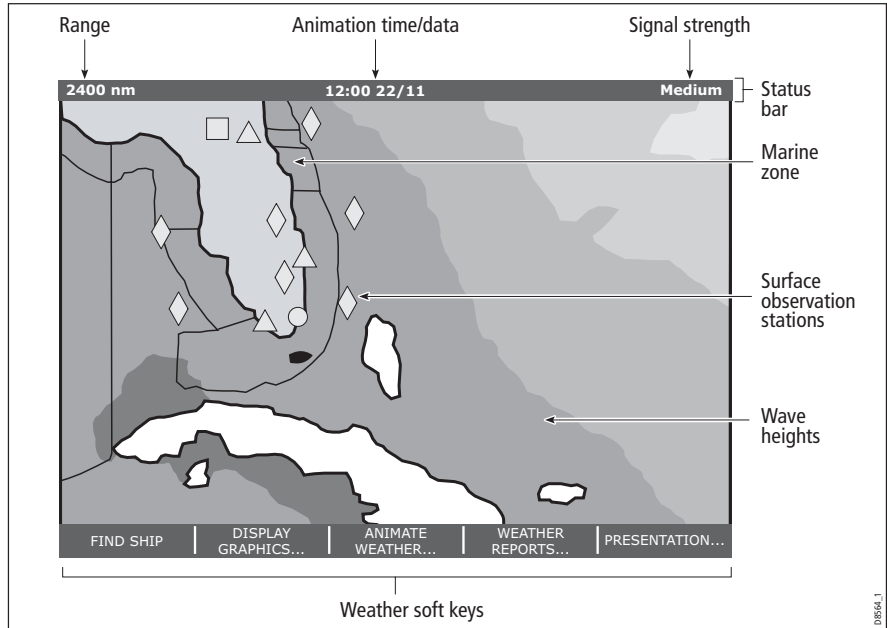 Range
Animation time/data
Signal strength
2400 nm
12:00 22/11
Medium
Status
bar
Marine
zone
Surface
observation
stations
Wave
heights
FIND SHIP
DISPLAY
GRAPHICS...
ANIMATE
WEATHER...
WEATHER
REPORTS...
PRESENTATION...
Weather soft keys
D8564_1